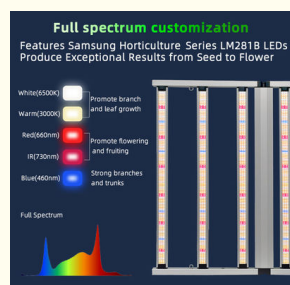 Full spectrum customization
Features Samsung Horticulture Series LM281B LEDs
Produce Exceptional Results from Seed to Flower
White(6500K)
Promote branch
and leaf growth
Warm(3000K)
Red(660nm)
Promote flowering
and fruiting
IR(730nm)
Blue(460nm)
Strong branches
and trunks
Full Spectrum